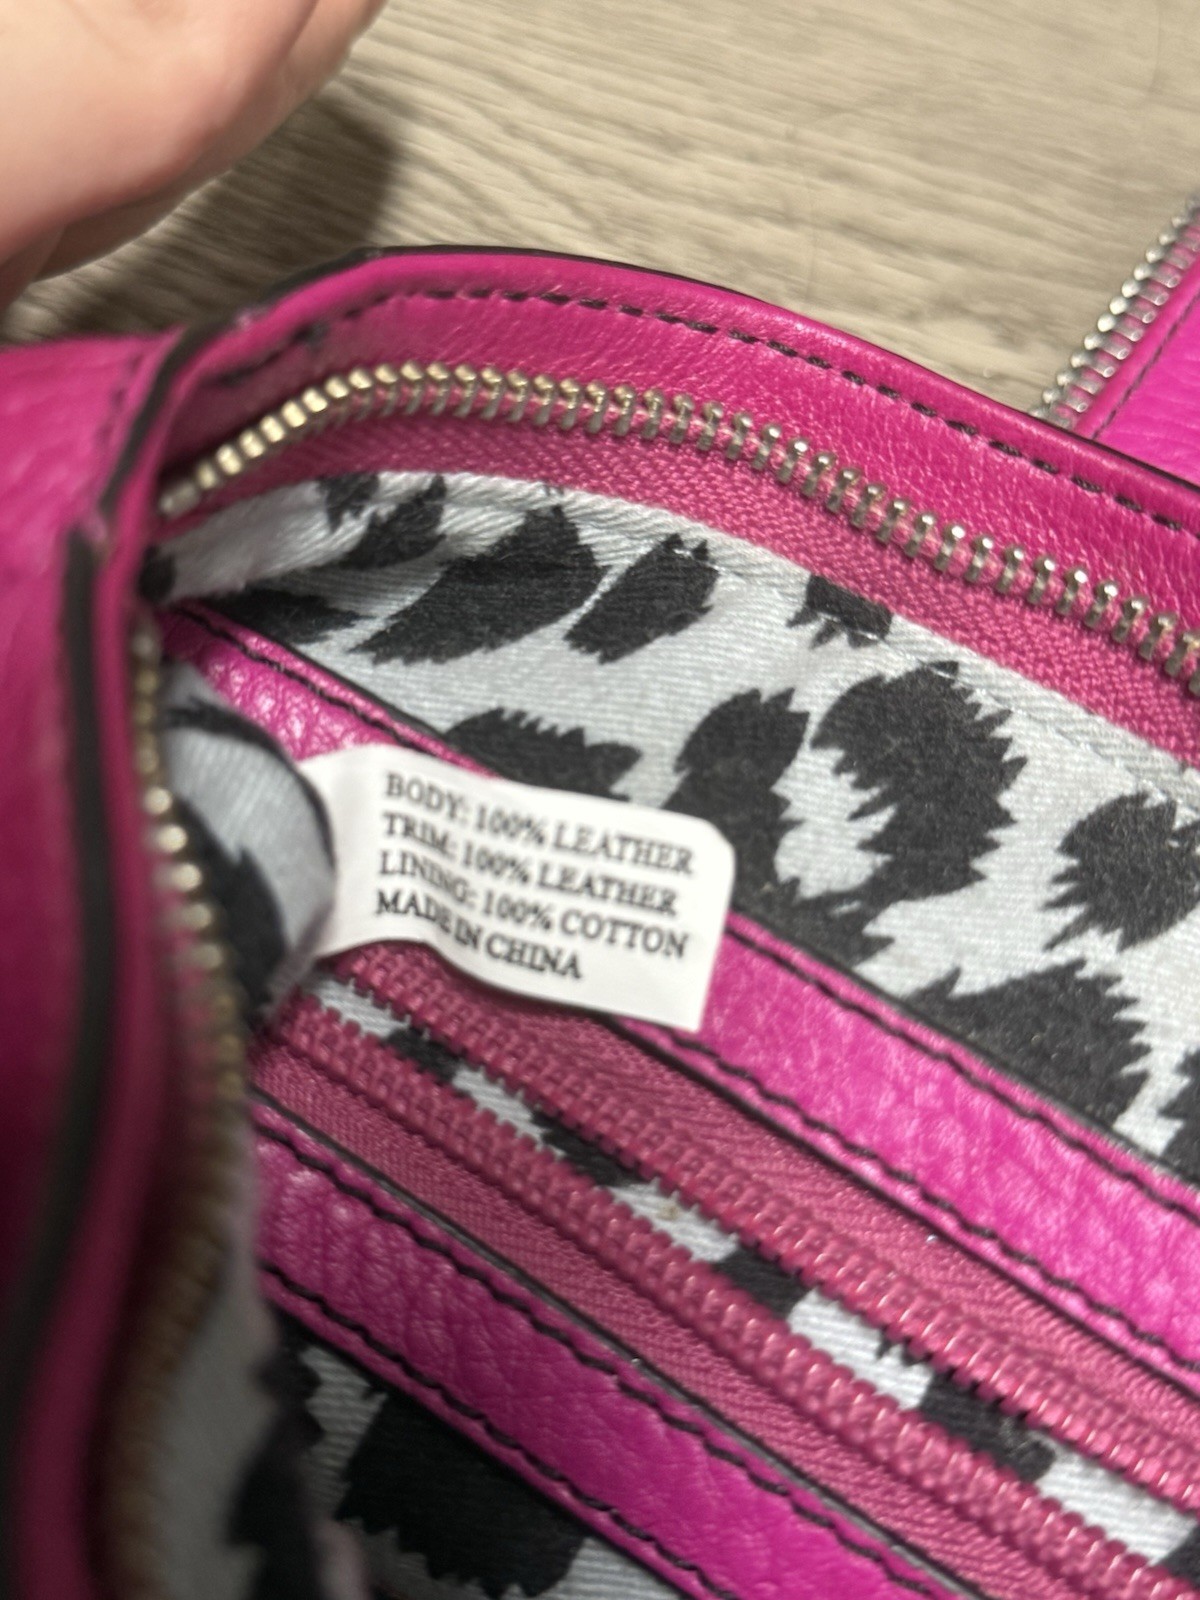 BODY: 100% LEATHER
TRIM: 100% LEATHER
LINING: 100% COTTON
MADE IN CHINA